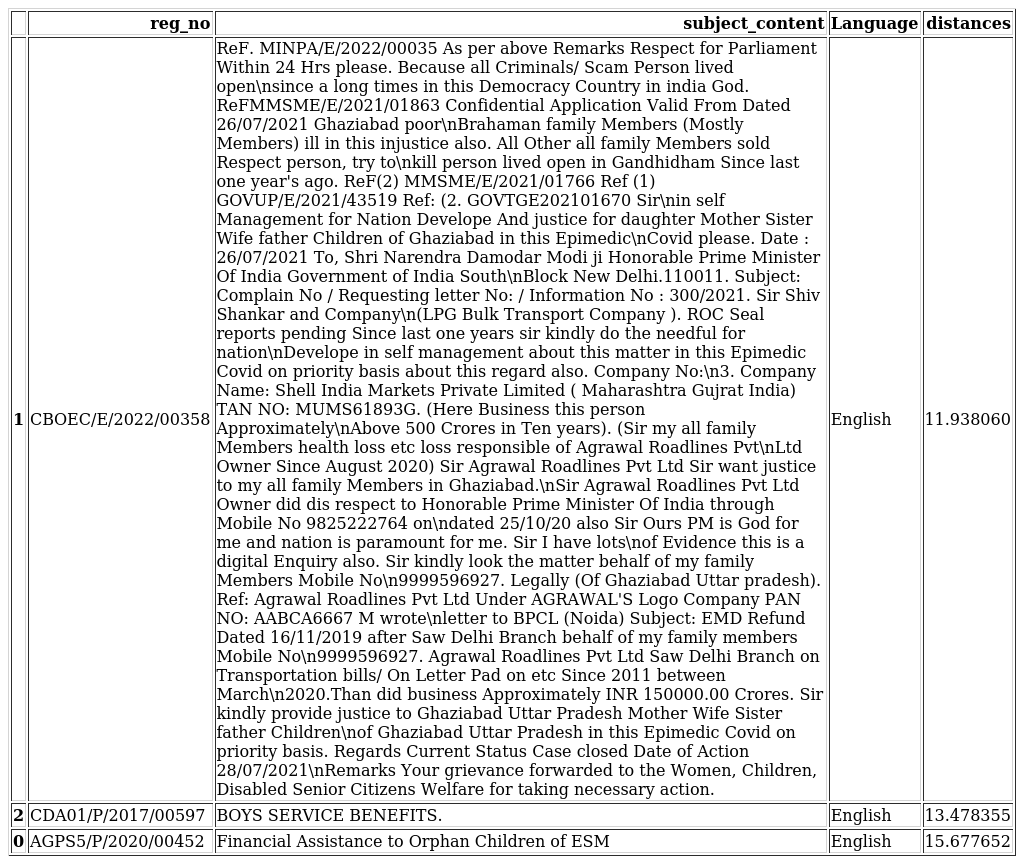 reg_no subject_content Language distances
1 CBOEC/E/2022/00358 English 11.938060
ReF. MINPA/E/2022/00035 As per above Remarks Respect for Parliament
Within 24 Hrs please. Because all Criminals/ Scam Person lived
open\nsince a long times in this Democracy Country in india God.
ReFMMSME/E/2021/01863 Confidential Application Valid From Dated
26/07/2021 Ghaziabad poor\nBrahaman family Members (Mostly
Members) ill in this injustice also. All Other all family Members sold
Respect person, try to\nkill person lived open in Gandhidham Since last
one year's ago. ReF(2) MMSME/E/2021/01766 Ref (1)
GOVUP/E/2021/43519 Ref: (2. GOVTGE202101670 Sir\nin self
Management for Nation Develope And justice for daughter Mother Sister
Wife father Children of Ghaziabad in this Epimedic\nCovid please. Date :
26/07/2021 To, Shri Narendra Damodar Modi ji Honorable Prime Minister
Of India Government of India South\nBlock New Delhi.110011. Subject:
Complain No / Requesting letter No: / Information No : 300/2021. Sir Shiv
Shankar and Company\n(LPG Bulk Transport Company ). ROC Seal
reports pending Since last one years sir kindly do the needful for
nation\nDevelope in self management about this matter in this Epimedic
Covid on priority basis about this regard also. Company No:\n3. Company
Name: Shell India Markets Private Limited ( Maharashtra Gujrat India)
TAN NO: MUMS61893G. (Here Business this person
Approximately\nAbove 500 Crores in Ten years). (Sir my all family
Members health loss etc loss responsible of Agrawal Roadlines Pvt\nLtd
Owner Since August 2020) Sir Agrawal Roadlines Pvt Ltd Sir want justice
to my all family Members in Ghaziabad.\nSir Agrawal Roadlines Pvt Ltd
Owner did dis respect to Honorable Prime Minister Of India through
Mobile No 9825222764 on\ndated 25/10/20 also Sir Ours PM is God for
me and nation is paramount for me. Sir I have lots\nof Evidence this is a
digital Enquiry also. Sir kindly look the matter behalf of my family
Members Mobile No\n9999596927. Legally (Of Ghaziabad Uttar pradesh).
Ref: Agrawal Roadlines Pvt Ltd Under AGRAWAL'S Logo Company PAN
NO: AABCA6667 M wrote\nletter to BPCL (Noida) Subject: EMD Refund
Dated 16/11/2019 after Saw Delhi Branch behalf of my family members
Mobile No\n9999596927. Agrawal Roadlines Pvt Ltd Saw Delhi Branch on
Transportation bills/ On Letter Pad on etc Since 2011 between
March\n2020.Than did business Approximately INR 150000.00 Crores. Sir
kindly provide justice to Ghaziabad Uttar Pradesh Mother Wife Sister
father Children\nof Ghaziabad Uttar Pradesh in this Epimedic Covid on
priority basis. Regards Current Status Case closed Date of Action
28/07/2021\nRemarks Your grievance forwarded to the Women, Children,
Disabled Senior Citizens Welfare for taking necessary action.
2 CDA01/P/2017/00597 BOYS SERVICE BENEFITS. English 13.478355
0 AGPS5/P/2020/00452 Financial Assistance to Orphan Children of ESM English 15.677652